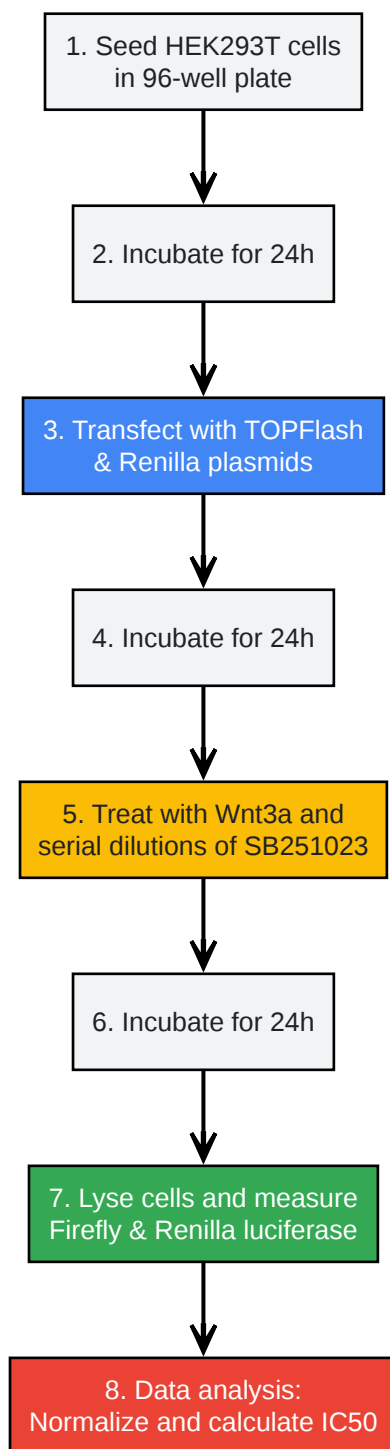 1. Seed HEK293T cells
in 96-well plate
2. Incubate for 24h
3. Transfect with TOPFlash
& Renilla plasmids
4. Incubate for 24h
5. Treat with Wnt3a and
serial dilutions of SB251023
6. Incubate for 24h
7. Lyse cells and measure
Firefly & Renilla luciferase
8. Data analysis:
Normalize and calculate IC50